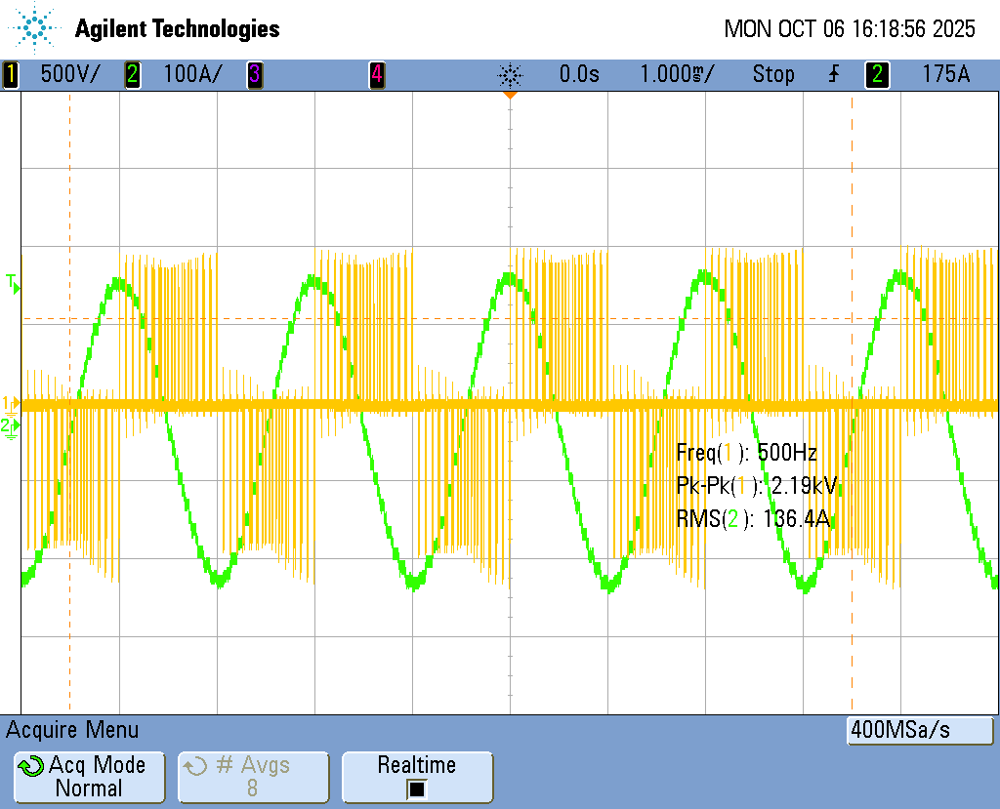 Agilent Technologies MON OCT 06 16:18:56 2025
1 500V/ 2 100A/ 3 4 0.0s 1.000ms/ Stop 2 175A
T
1
2
Freq(1): 500Hz
Pk-Pk(1): 2.19kV
RMS(2): 136.4A
Acquire Menu 400MSa/s
Acq Mode # Avgs Realtime
Normal 8